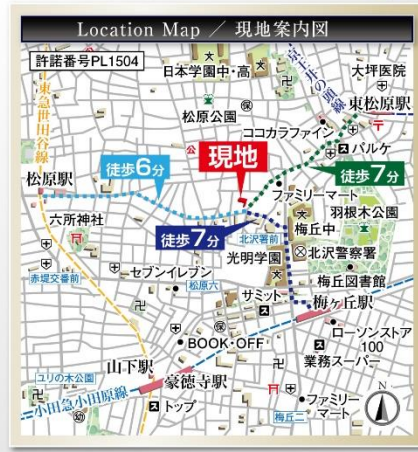 Location Map / 現地案内図
許諾番号PL1504
日本学園中・高
京王井の頭線
大坪医院
東急世田谷線
松原公園
東松原駅
ココカラファイン
パルケ
松原駅
徒歩6分
現地
徒歩7分
公
ファミリーマート
羽根木公園
六所神社
徒歩7分
北沢署前
梅丘中
光明学園
北沢警察署
赤堤交番前
セブンイレブン
松原六
梅丘図書館
サミット
梅ヶ丘駅
BOOK・OFF
ローソンストア
100
山下駅
業務スーパー
ユリの木公園
豪徳寺駅
小田急小田原線
トップ
ファミリー
マート
梅丘二
N